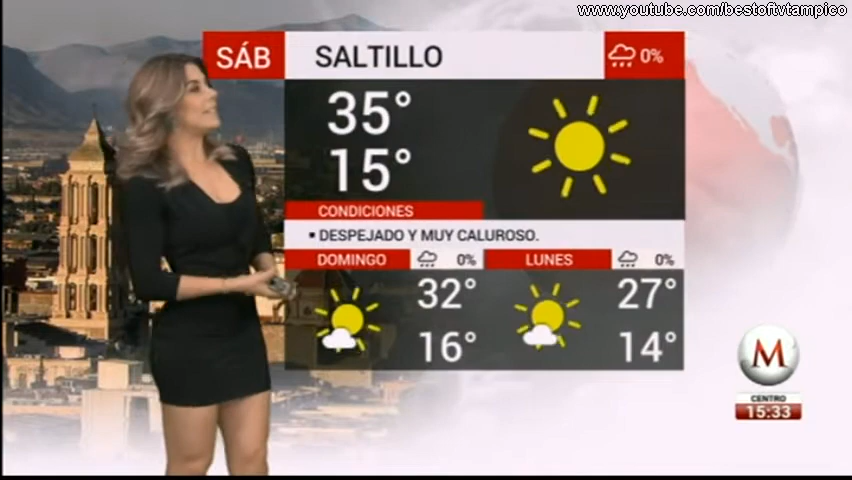 www.youtube.com/bestoftvtampico
SÁB SALTILLO 0%
35°
15°
CONDICIONES
▪ DESPEJADO Y MUY CALUROSO.
DOMINGO 0% LUNES 0%
32° 27°
16° 14°
M
CENTRO
15:33